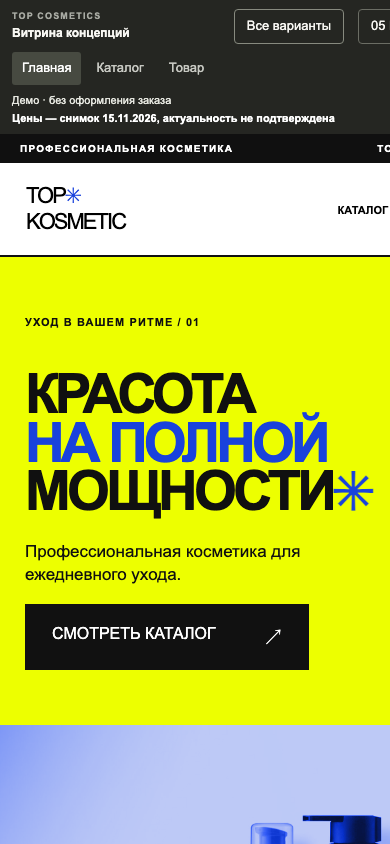 TOP COSMETICS
Витрина концепций
Все варианты
05
Главная
Каталог
Товар
Демо · без оформления заказа
Цены — снимок 15.11.2026, актуальность не подтверждена
ПРОФЕССИОНАЛЬНАЯ КОСМЕТИКА
TOP✳
KOSMETIC
КАТАЛОГ
УХОД В ВАШЕМ РИТМЕ / 01
КРАСОТА
НА ПОЛНОЙ
МОЩНОСТИ✳
Профессиональная косметика для
ежедневного ухода.
СМОТРЕТЬ КАТАЛОГ ↗